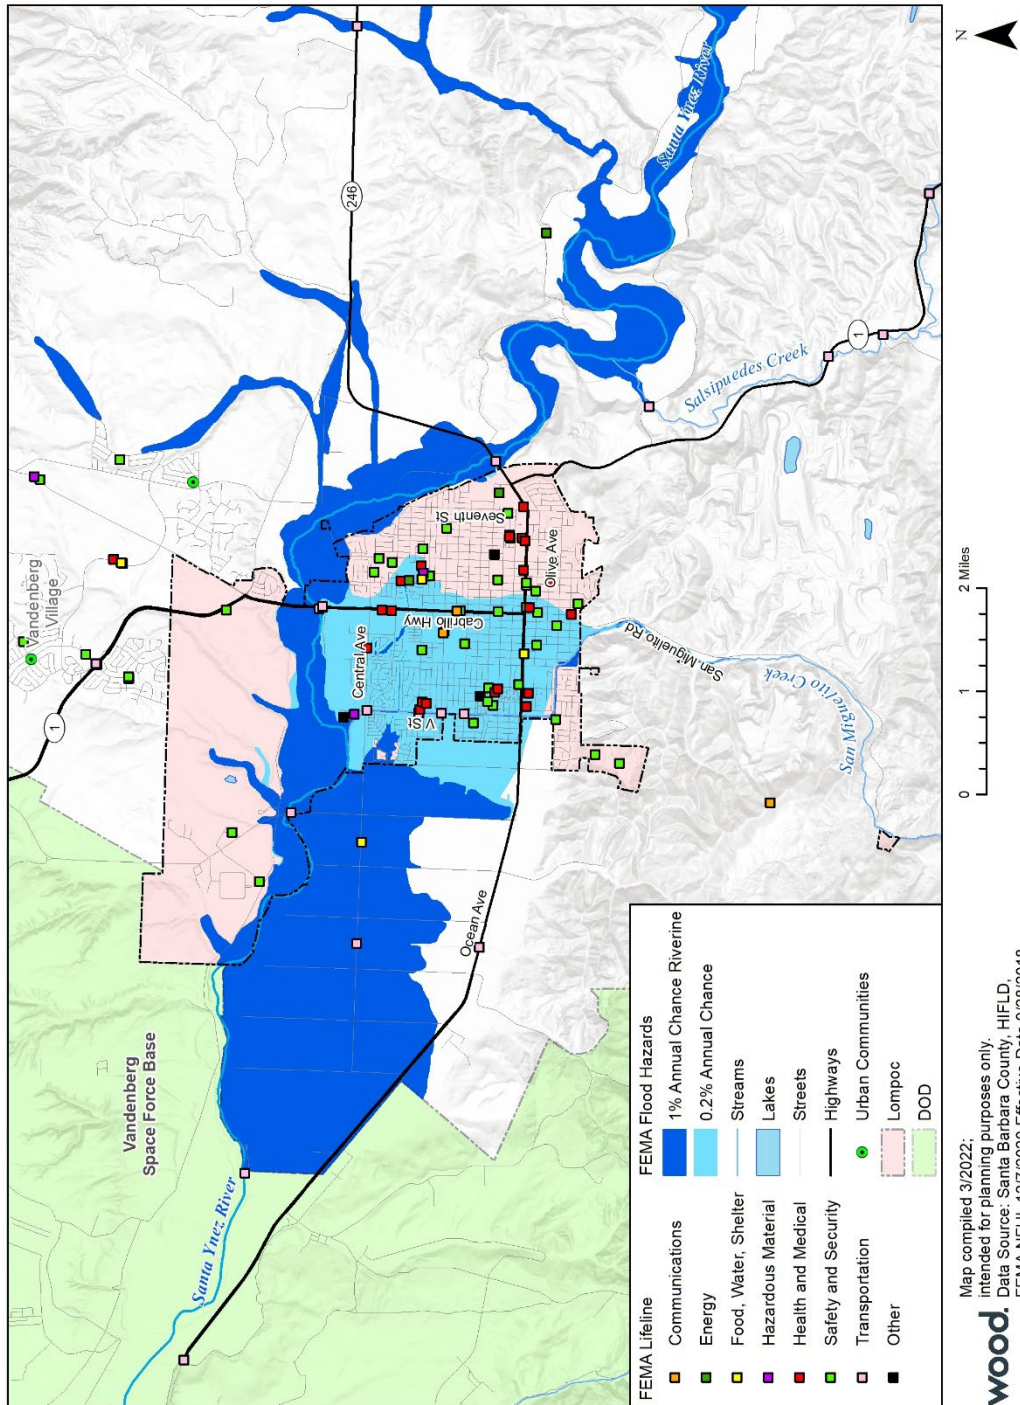 N
Vandenberg
Village
1
246
Santa Ynez River
Vandenberg
Space Force Base
Santa Ynez River
Central Ave
V St
Cabrillo Hwy
Seventh St
Olive Ave
Ocean Ave
San Miguelito Rd
San Miguelito Creek
Salsipuedes Creek
1
0 1 2 Miles
FEMA Lifeline
Communications
Energy
Food, Water, Shelter
Hazardous Material
Health and Medical
Safety and Security
Transportation
Other
FEMA Flood Hazards
1% Annual Chance Riverine
0.2% Annual Chance
Streams
Lakes
Streets
Highways
Urban Communities
Lompoc
DOD
wood.
Map compiled 3/2022;
intended for planning purposes only.
Data Source: Santa Barbara County, HIFLD,